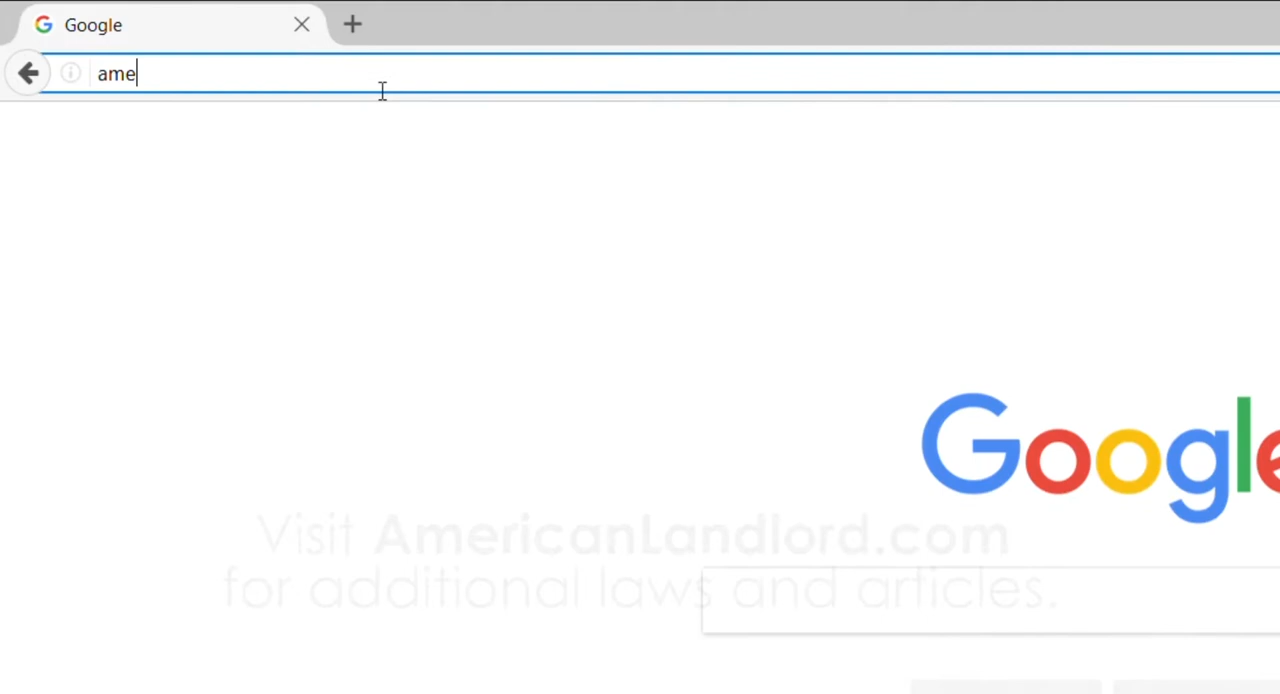 Google
ame
Google
Visit AmericanLandlord.com
for additional laws and articles.